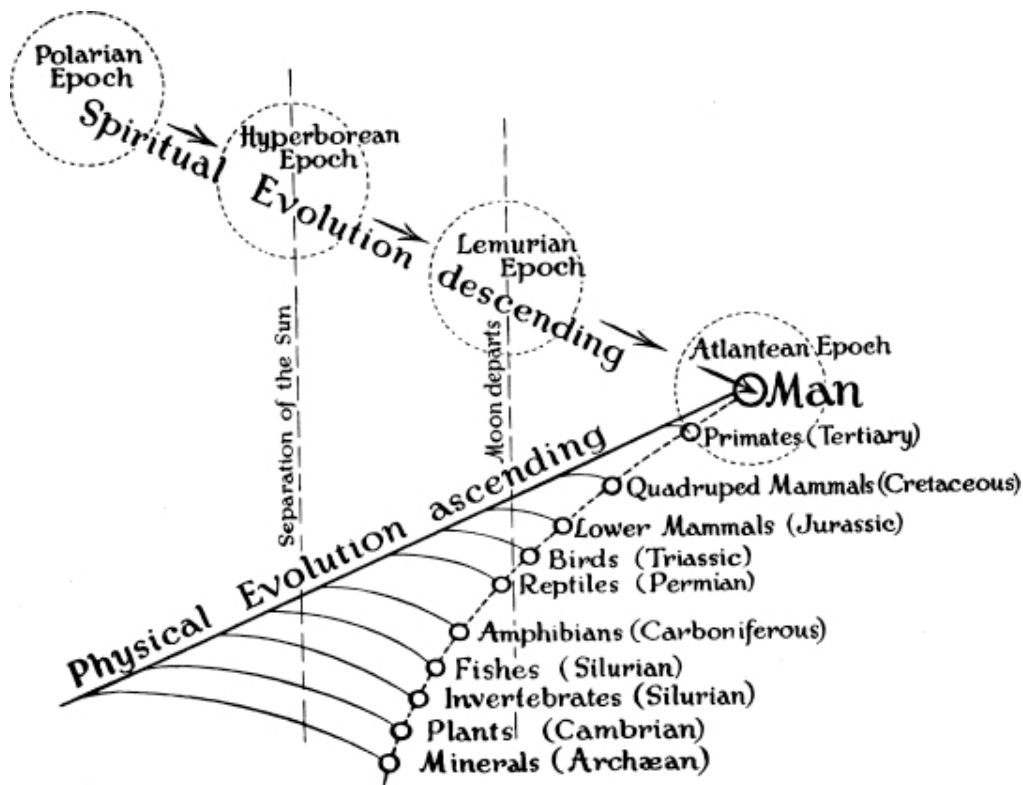 Polarian
Epoch
Spiritual Evolution descending
Hyperborean
Epoch
Lemurian
Epoch
Atlantean Epoch
Man
Separation of the Sun
Moon departs
Physical Evolution ascending
Primates (Tertiary)
Quadruped Mammals (Cretaceous)
Lower Mammals (Jurassic)
Birds (Triassic)
Reptiles (Permian)
Amphibians (Carboniferous)
Fishes (Silurian)
Invertebrates (Silurian)
Plants (Cambrian)
Minerals (Archæan)